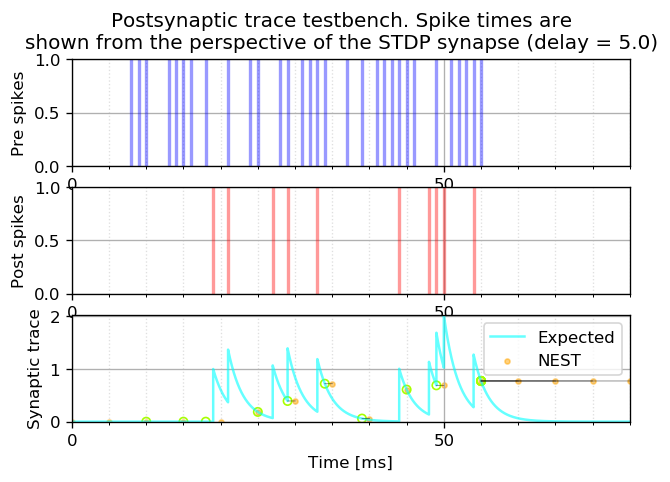 Postsynaptic trace testbench. Spike times are
shown from the perspective of the STDP synapse (delay = 5.0)
Pre spikes
1.0
0.5
0.0
0
50
Post spikes
1.0
0.5
0.0
0
50
Synaptic trace
2
1
0
Expected
NEST
0
50
Time [ms]